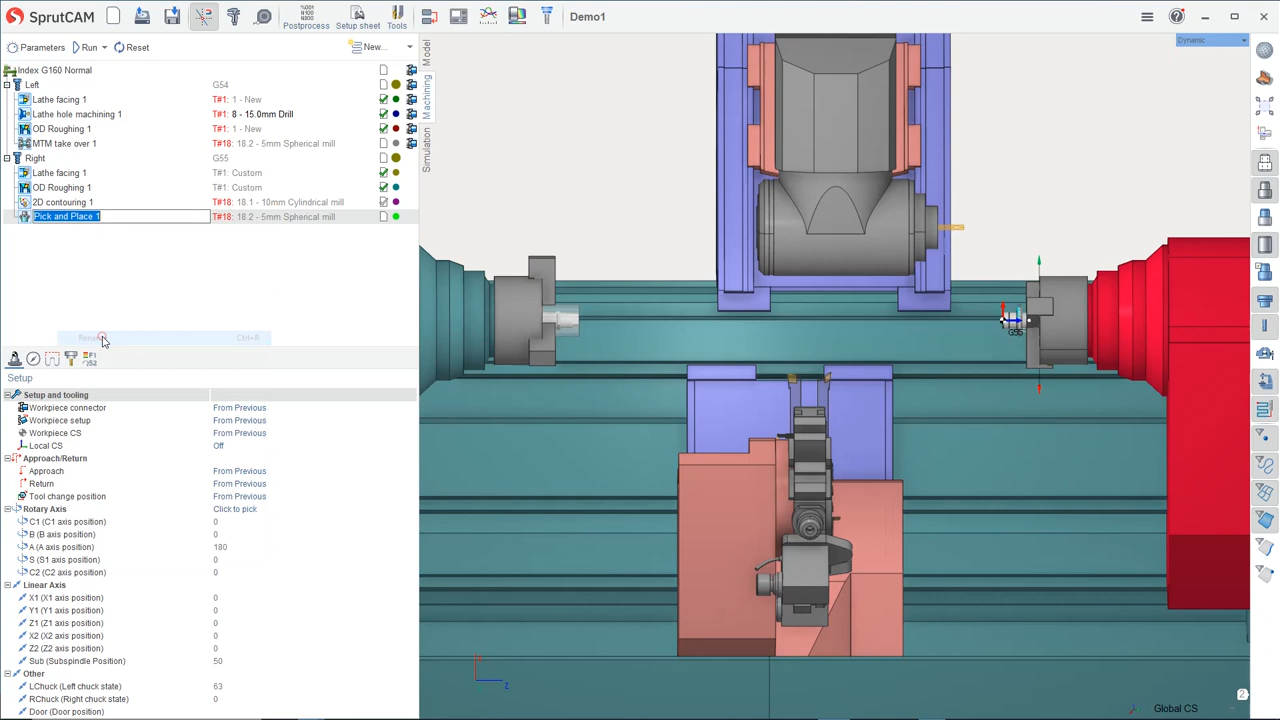 SprutCAM
%001
N100
R400
Postprocess
Setup sheet
Tools
Demo1
Parameters
Run
Reset
New...
Dynamic
Model
Machining
Simulation
Index G160 Normal
Left G54
Lathe facing 1 T#1: 1 - New
Lathe hole machining 1 T#1: 8 - 15.0mm Drill
OD Roughing 1 T#1: 1 - New
MTM take over 1 T#18: 18.2 - 5mm Spherical mill
Right G55
Lathe facing 1 T#1: Custom
OD Roughing 1 T#1: Custom
2D contouring 1 T#18: 18.1 - 10mm Cylindrical mill
Pick and Place 1 T#18: 18.2 - 5mm Spherical mill
Ctrl+R
G55
Setup
Setup and tooling
Workpiece connector From Previous
Workpiece setup From Previous
Workpiece CS From Previous
Local CS Off
Approach/Return
Approach From Previous
Return From Previous
Tool change position From Previous
Rotary Axis Click to pick
C1 (C1 axis position) 0
B (B axis position) 0
A (A axis position) 180
S (S1 axis position) 0
C2 (C2 axis position) 0
Linear Axis
X1 (X1 axis position) 0
Y1 (Y1 axis position) 0
Z1 (Z1 axis position) 0
X2 (X2 axis position) 0
Z2 (Z2 axis position) 0
Sub (Subspindle Position) 50
Other
LChuck (Left chuck state) 63
RChuck (Right chuck state) 0
Door (Door position)
Z
2
Global CS